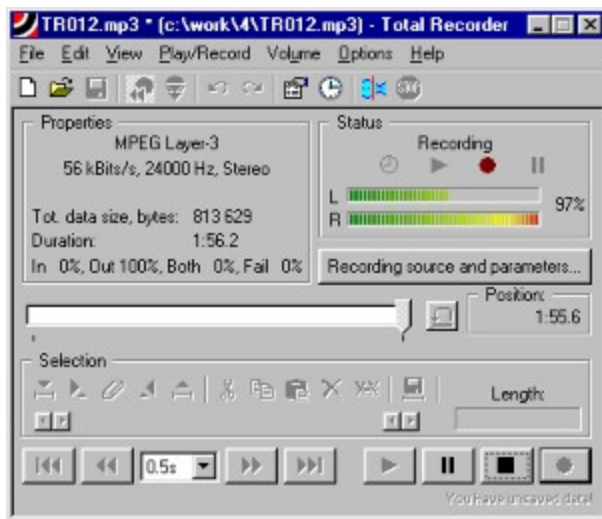 TR012.mp3 * (c:\work\4\TR012.mp3) - Total Recorder
File Edit View Play/Record Volume Options Help
Properties
MPEG Layer-3
56 kBits/s, 24000 Hz, Stereo
Tot. data size, bytes: 813 629
Duration: 1:56.2
In 0%, Out 100%, Both 0%, Fail 0%
Status
Recording
L
R
97%
Recording source and parameters...
Position:
1:55.6
Selection
Length:
0.5s
You have unsaved data!